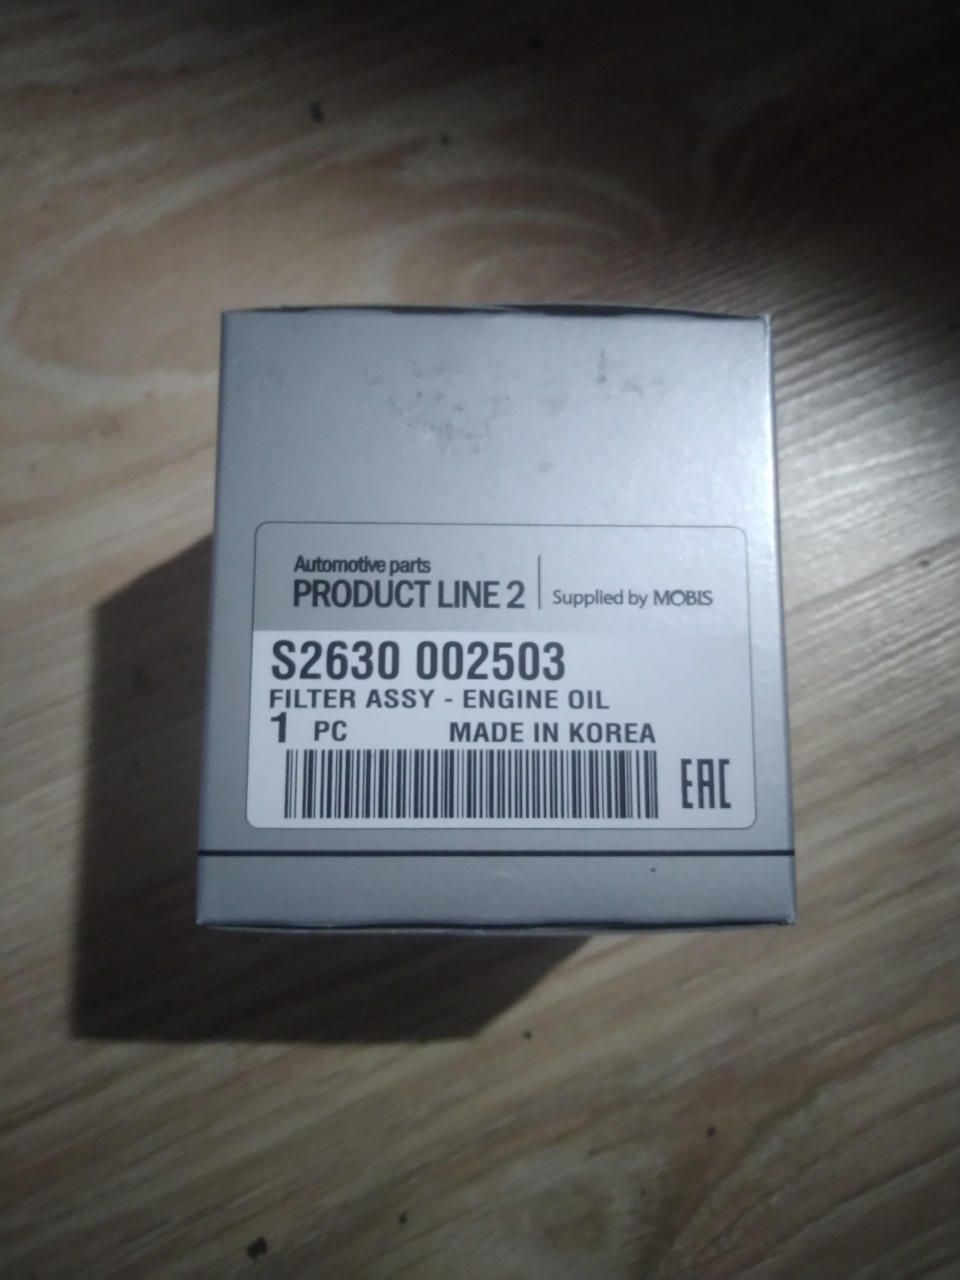 Automotive parts
PRODUCT LINE 2
Supplied by MOBIS
S2630 002503
FILTER ASSY - ENGINE OIL
1 PC MADE IN KOREA
EAC